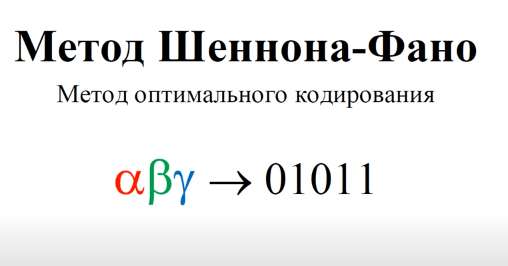 Метод Шеннона-Фано
Метод оптимального кодирования
αβγ → 01011